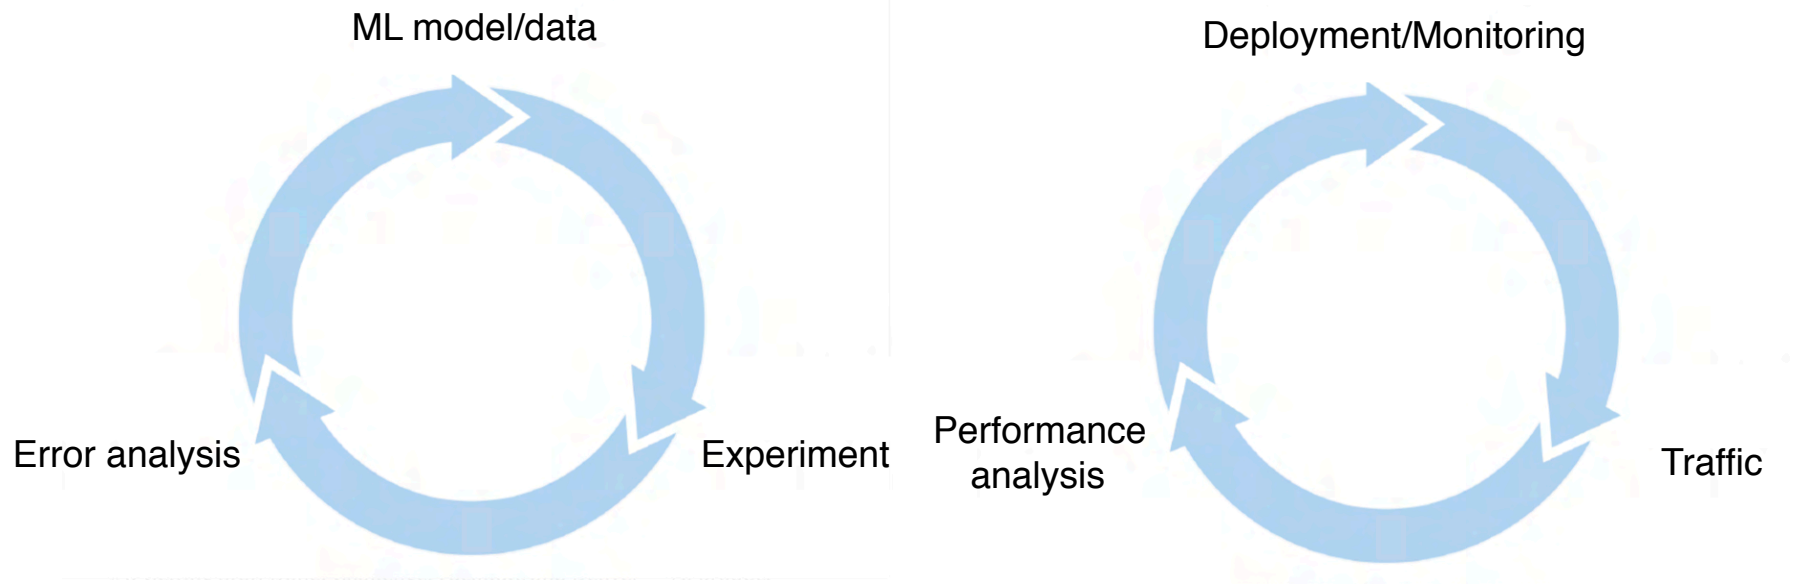 ML model/data
Experiment
Error analysis
Deployment/Monitoring
Traffic
Performance
analysis